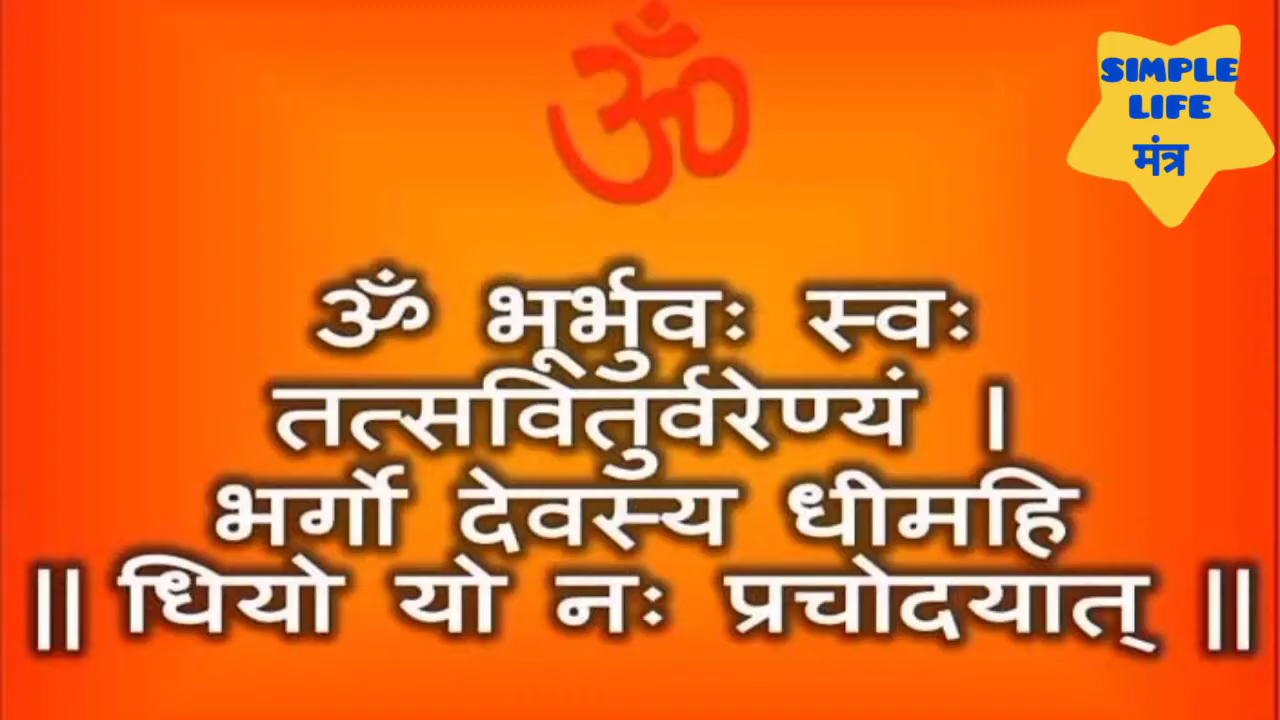 ॐ
SIMPLE
LIFE
मंत्र
ॐ भूर्भुवः स्वः
तत्सवितुर्वरेण्यं ।
भर्गो देवस्य धीमहि
॥ धियो यो नः प्रचोदयात् ॥